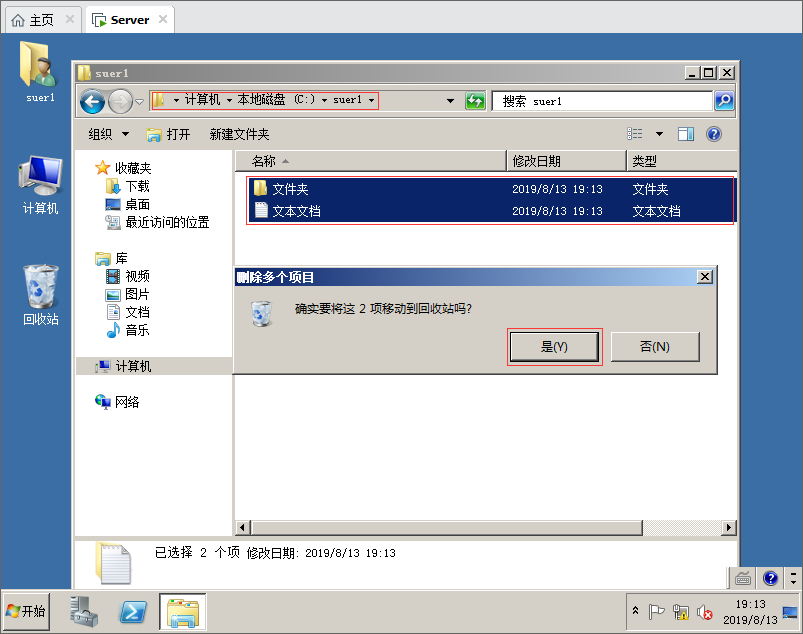 主页
Server
suer1
计算机
回收站
suer1
计算机 本地磁盘 (C:) suer1
搜索 suer1
组织 打开 新建文件夹
名称 修改日期 类型
文件夹 2019/8/13 19:13 文件夹
文本文档 2019/8/13 19:13 文本文档
收藏夹
下载
桌面
最近访问的位置
库
视频
图片
文档
音乐
计算机
网络
删除多个项目
确实要将这 2 项移动到回收站吗?
是(Y) 否(N)
已选择 2 个项 修改日期: 2019/8/13 19:13
开始
19:13
2019/8/13